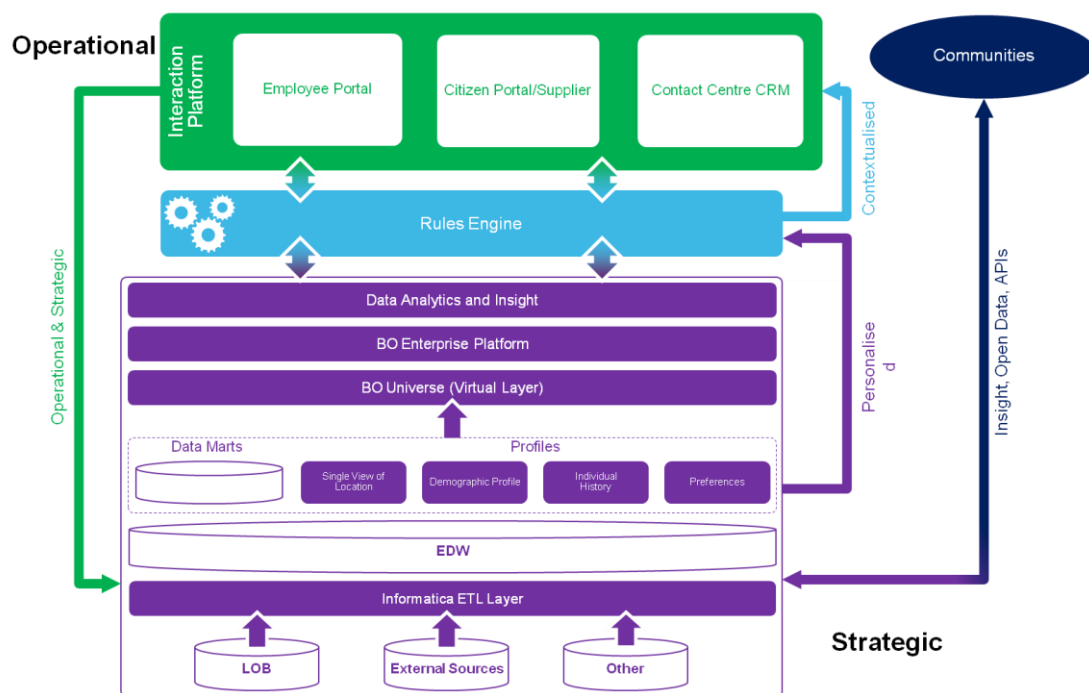 Operational
Interaction
Platform
Employee Portal
Citizen Portal/Supplier
Contact Centre CRM
Communities
Contextualised
Rules Engine
Operational & Strategic
Data Analytics and Insight
BO Enterprise Platform
BO Universe (Virtual Layer)
Personalise
d
Insight, Open Data, APIs
Data Marts
Profiles
Single View of
Location
Demographic Profile
Individual
History
Preferences
EDW
Informatica ETL Layer
LOB
External Sources
Other
Strategic